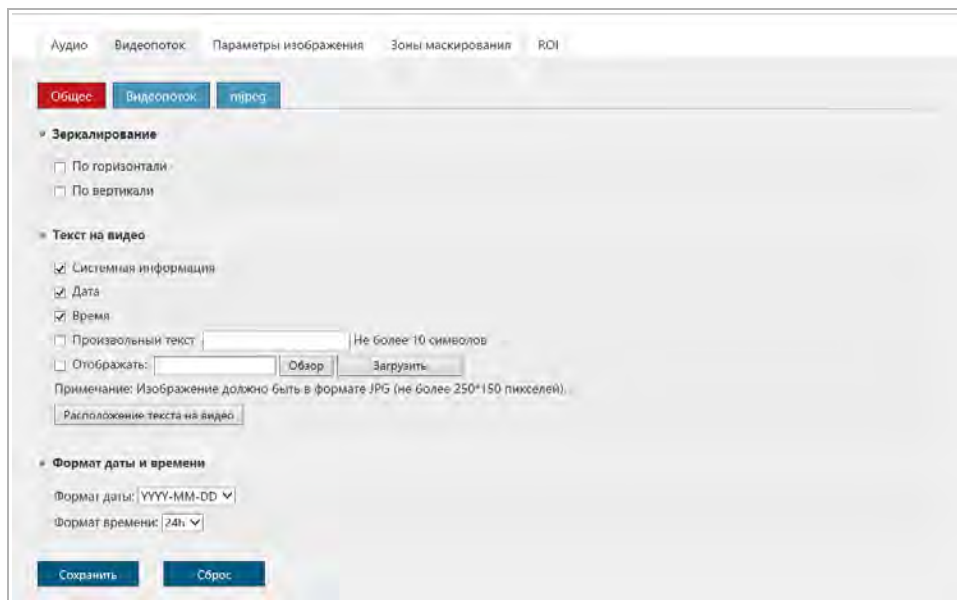 Аудио Видеопоток Параметры изображения Зоны маскирования ROI
Общее Видеопоток mjpeg
Зеркалирование
По горизонтали
По вертикали
Текст на видео
Системная информация
Дата
Время
Произвольный текст Не более 10 символов
Отображать: Обзор Загрузить
Примечание: Изображение должно быть в формате JPG (не более 250*150 пикселей).
Расположение текста на видео
Формат даты и времени
Формат даты: YYYY-MM-DD
Формат времени: 24h
Сохранить Сброс